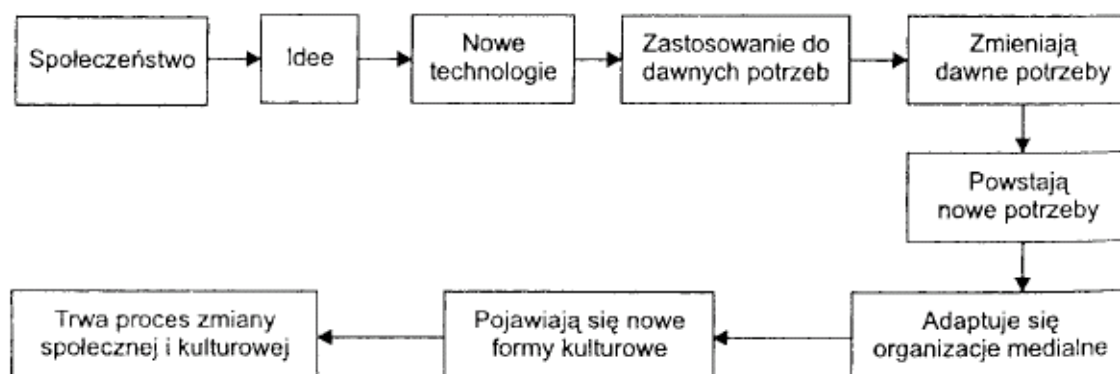 Społeczeństwo
Idee
Nowe
technologie
Zastosowanie do
dawnych potrzeb
Zmieniają
dawne potrzeby
Powstają
nowe potrzeby
Adaptuje się
organizacje medialne
Pojawiają się nowe
formy kulturowe
Trwa proces zmiany
społecznej i kulturowej